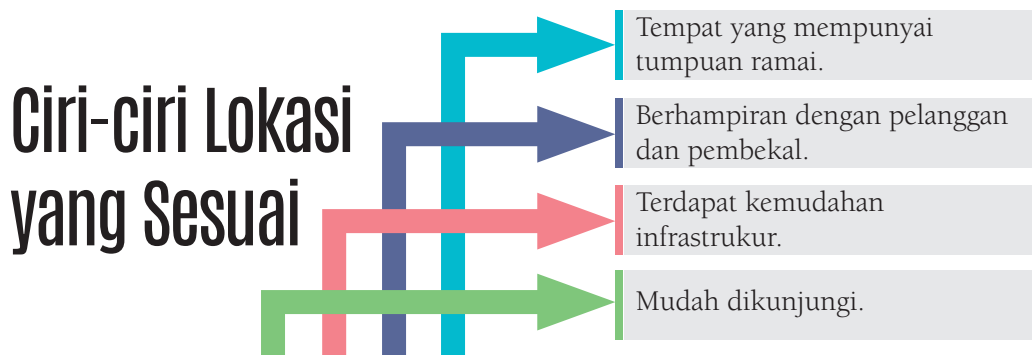 Ciri-ciri Lokasi
yang Sesuai
Tempat yang mempunyai
tumpuan ramai.
Berhampiran dengan pelanggan
dan pembekal.
Terdapat kemudahan
infrastrukur.
Mudah dikunjungi.